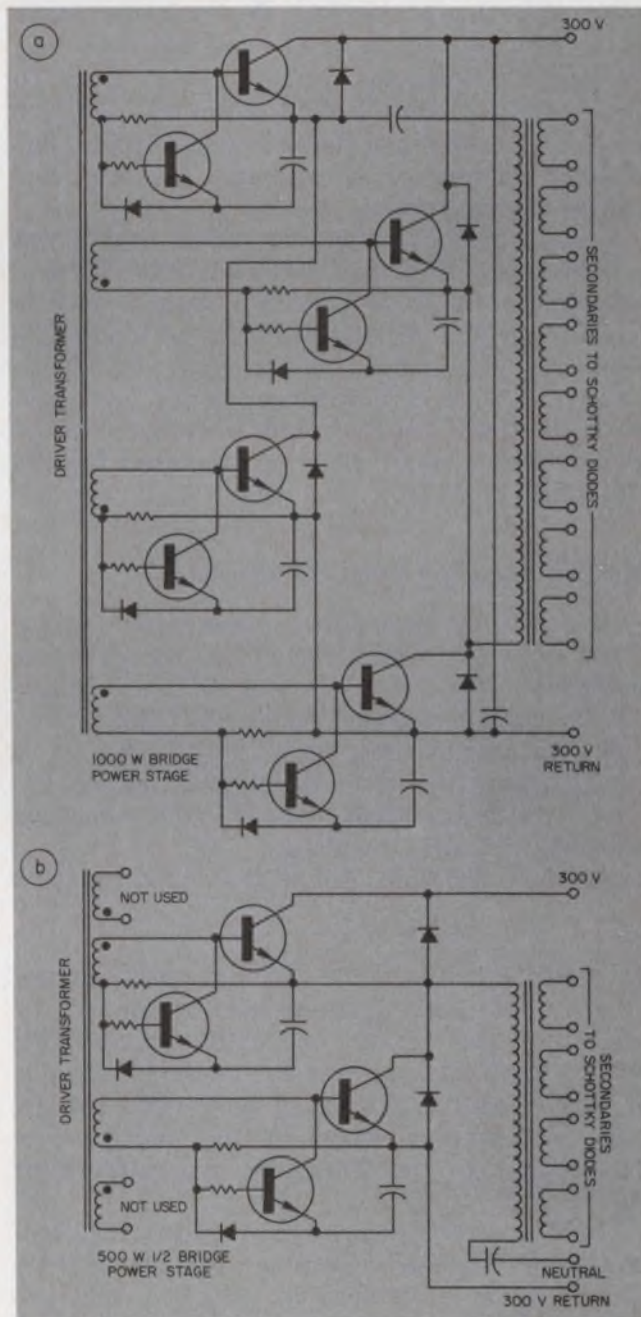 a
300 V
DRIVER TRANSFORMER
SECONDARIES TO SCHOTTKY DIODES
1000 W BRIDGE
POWER STAGE
300 V
RETURN
b
300 V
NOT USED
DRIVER TRANSFORMER
SECONDARIES
TO SCHOTTKY DIODES
NOT USED
500 W 1/2 BRIDGE
POWER STAGE
NEUTRAL
300 V RETURN